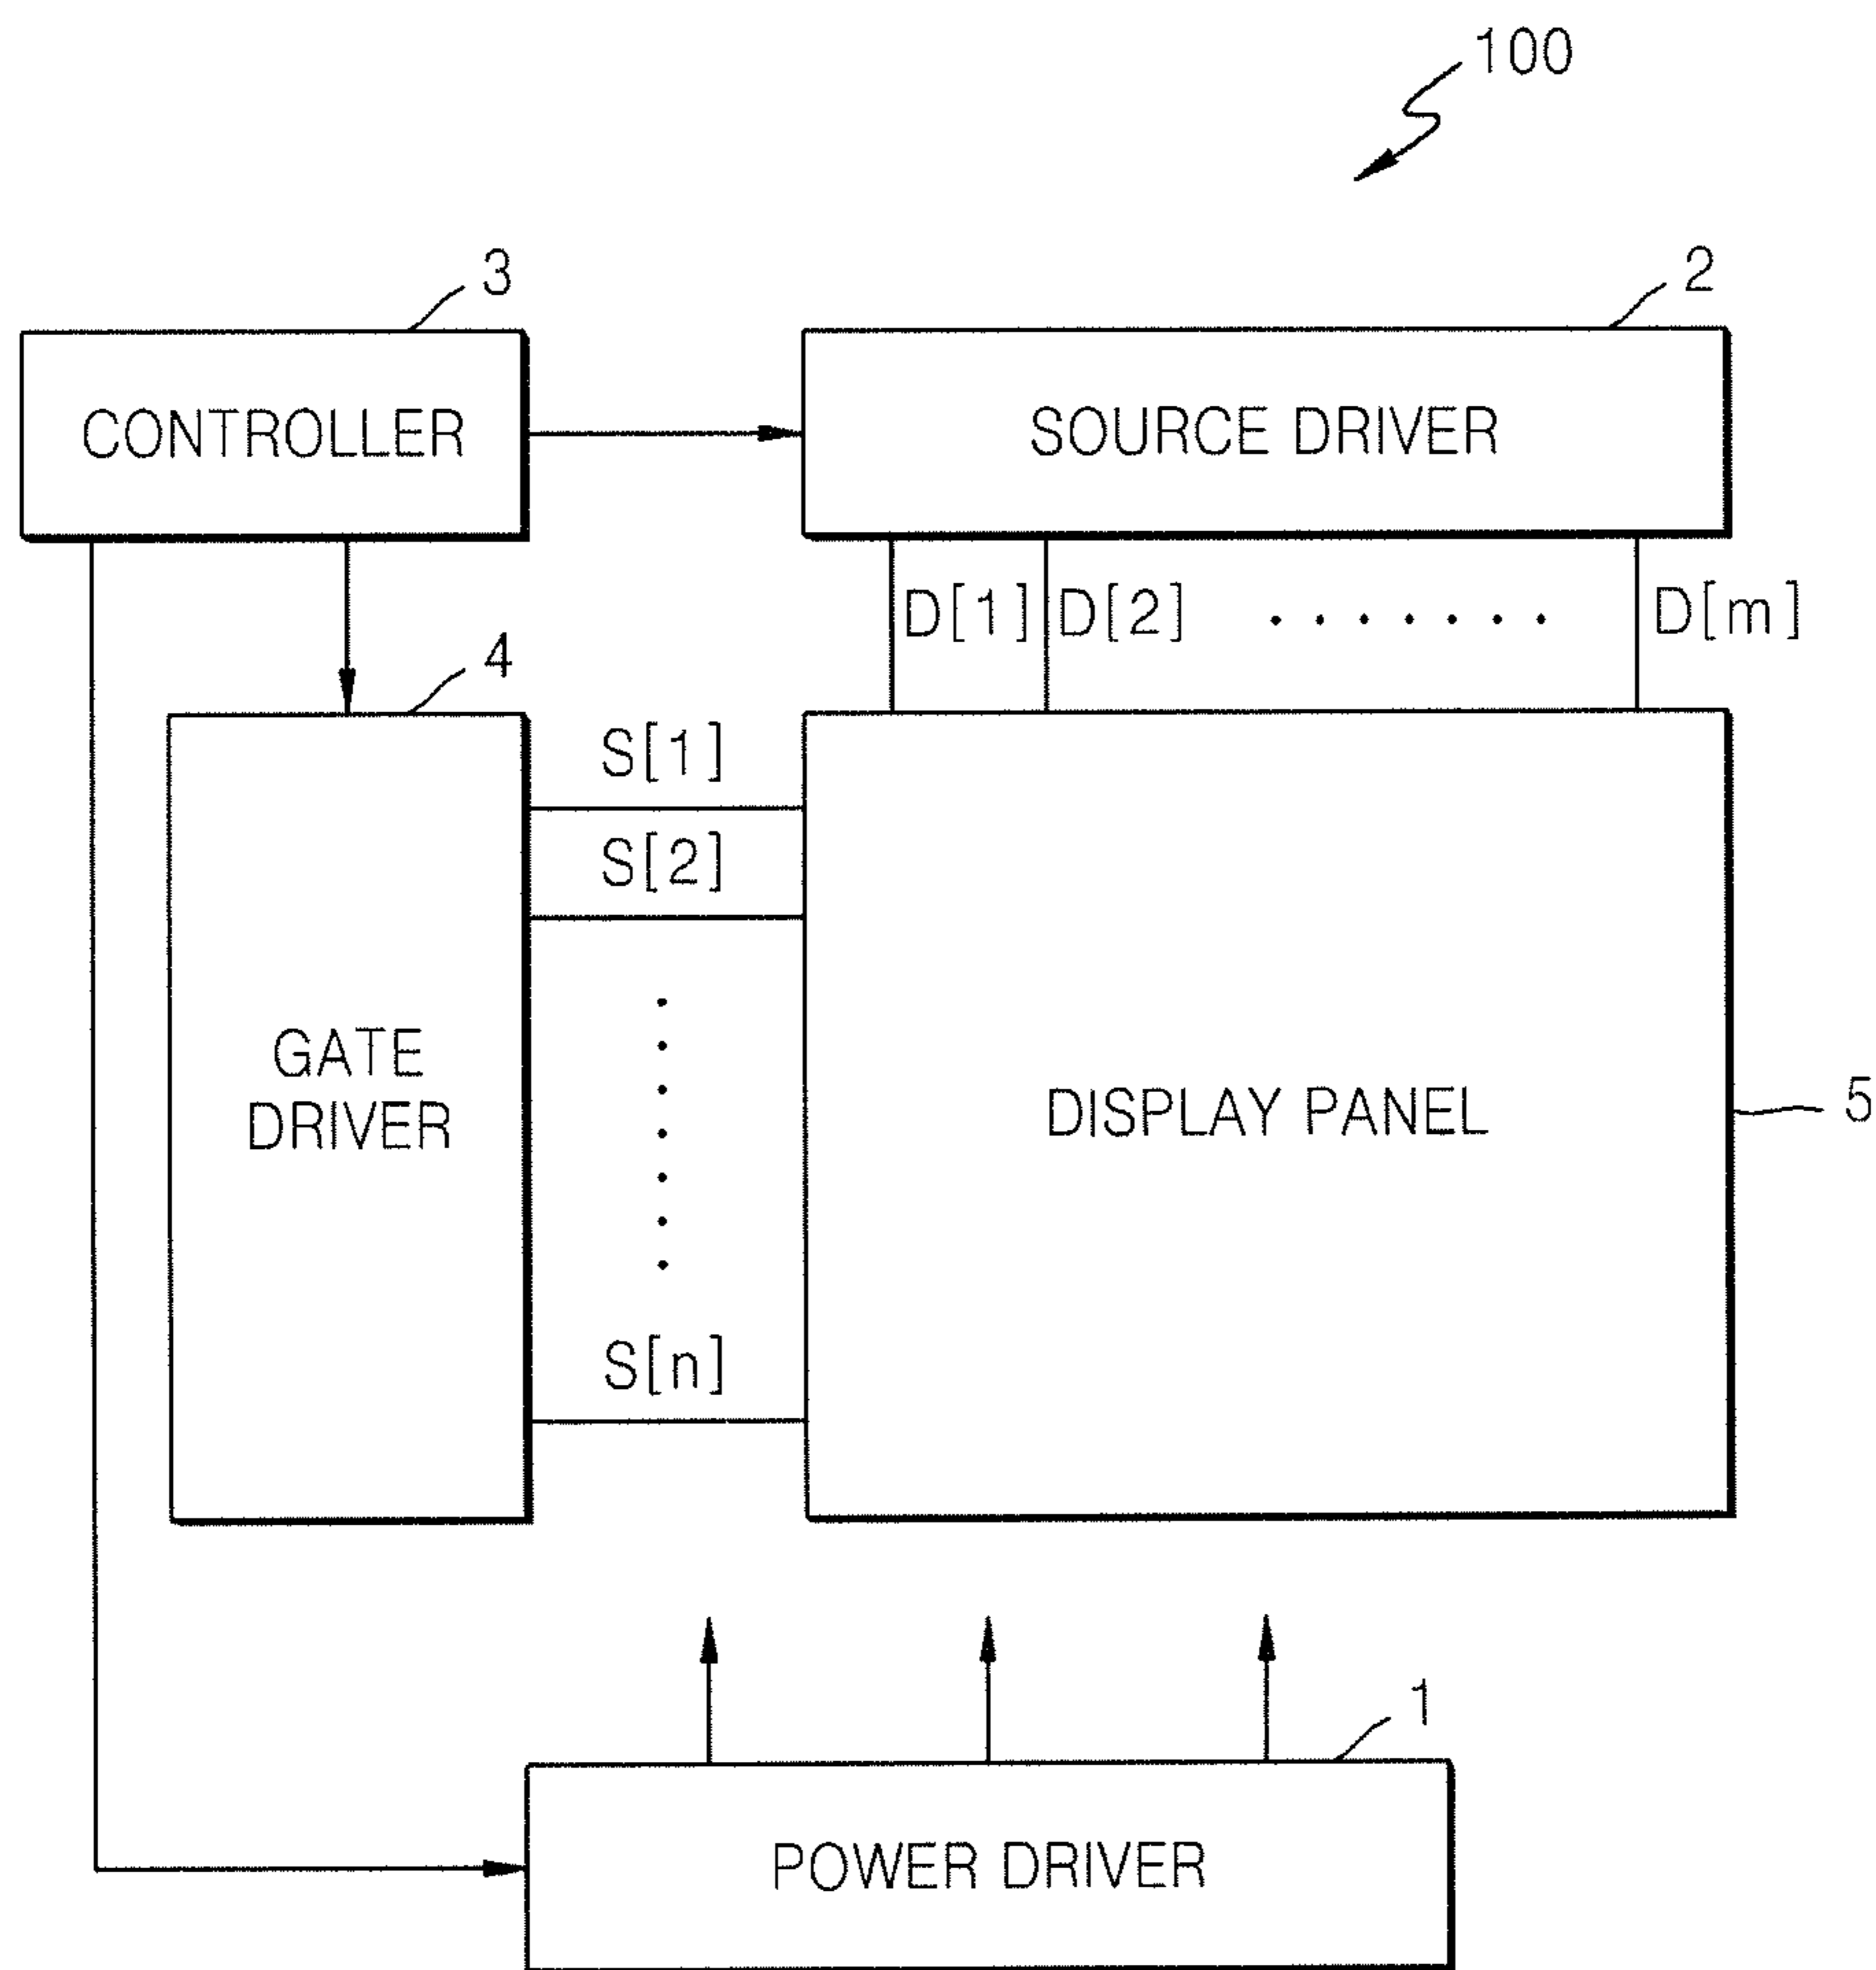 100
3
2
CONTROLLER
SOURCE DRIVER
D[1] D[2] ....... D[m]
4
S[1]
S[2]
.......
S[n]
GATE
DRIVER
DISPLAY PANEL
5
1
POWER DRIVER